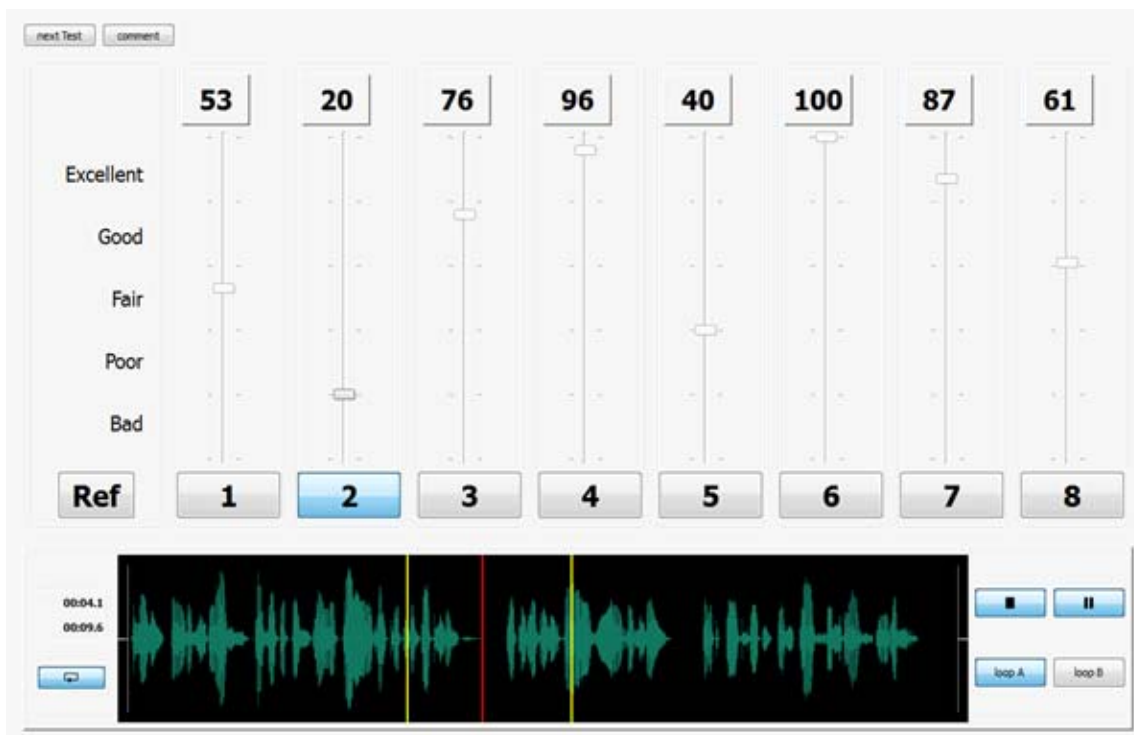 next Test comment
53 20 76 96 40 100 87 61
Excellent
Good
Fair
Poor
Bad
Ref 1 2 3 4 5 6 7 8
00:04.1
00:09.6
loop A loop B